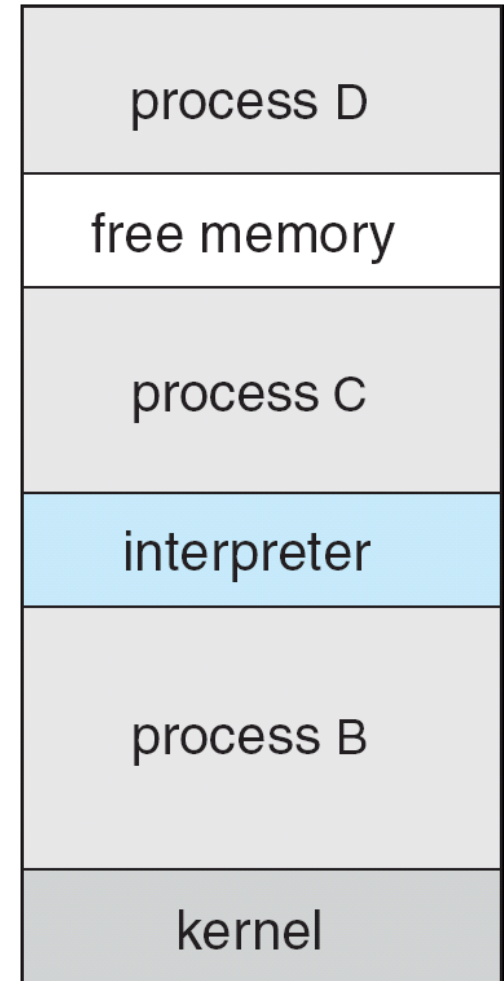 process D
free memory
process C
interpreter
process B
kernel